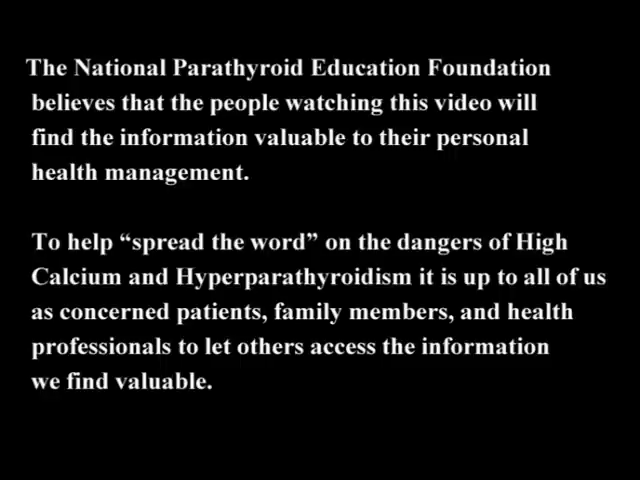 The National Parathyroid Education Foundation
believes that the people watching this video will
find the information valuable to their personal
health management.
To help “spread the word” on the dangers of High
Calcium and Hyperparathyroidism it is up to all of us
as concerned patients, family members, and health
professionals to let others access the information
we find valuable.